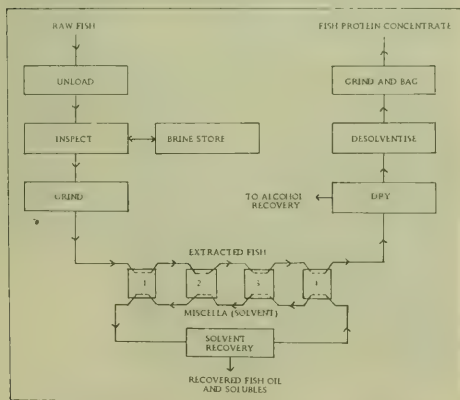 RAW FISH
FISH PROTEIN CONCENTRATE
UNLOAD
GRIND AND BAG
INSPECT
BRINE STORE
DESOLVENTISE
GRIND
TO ALCOHOL
RECOVERY
DRY
EXTRACTED FISH
1
2
3
MISCELLA (SOLVENT)
SOLVENT
RECOVERY
RECOVERED FISH OIL
AND SOLUBLES